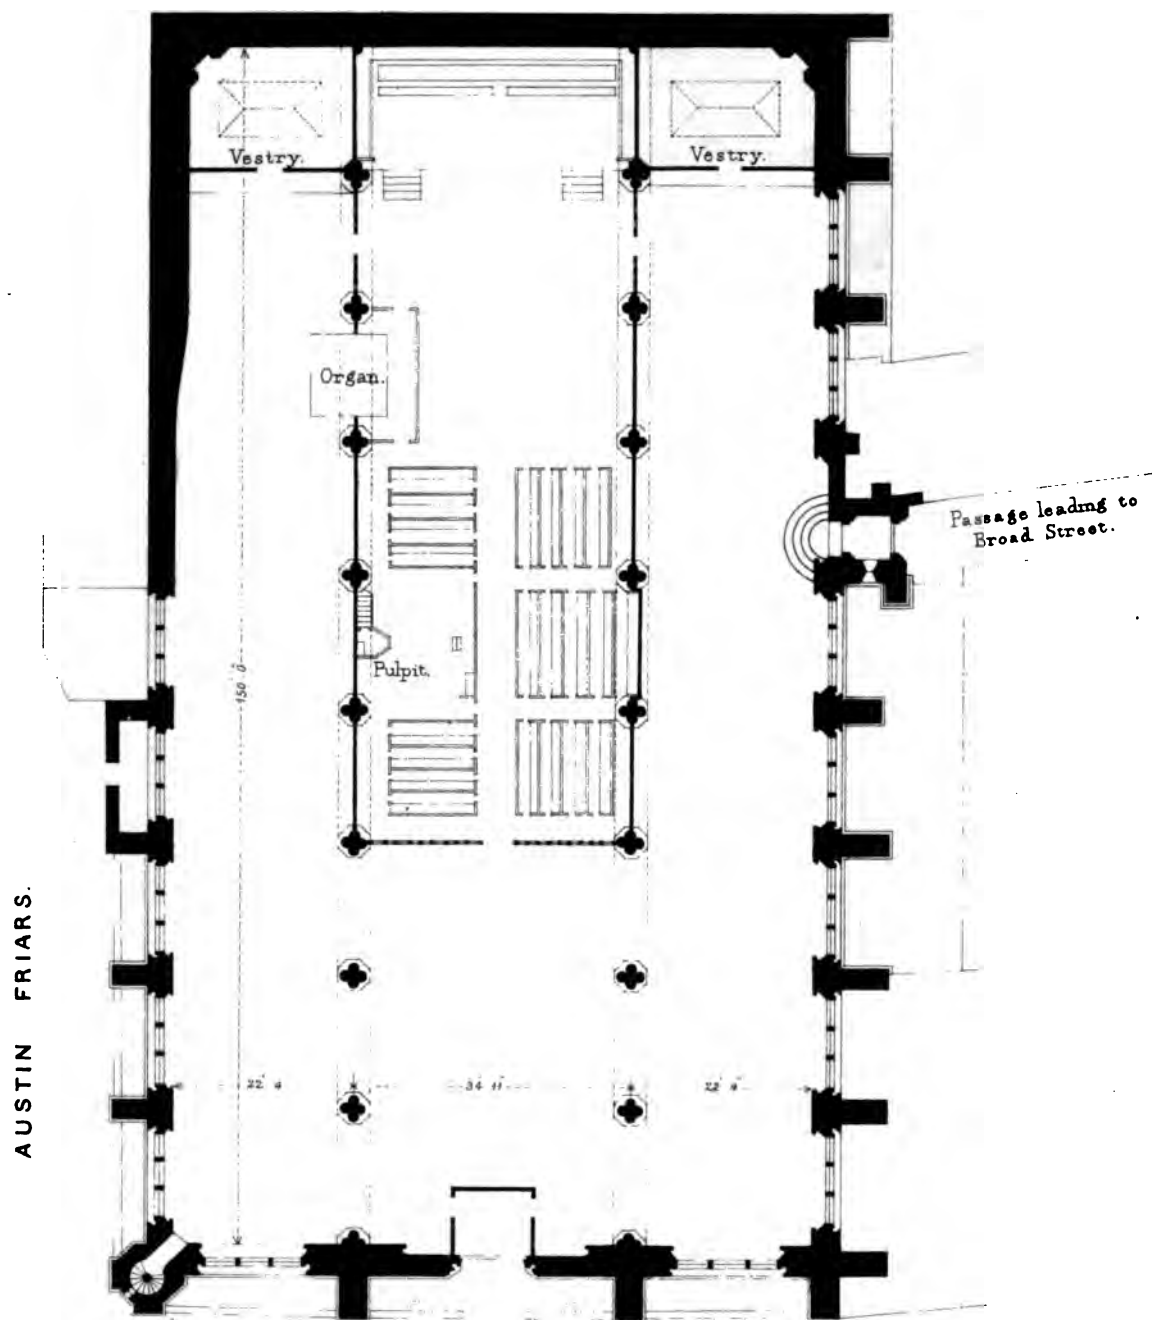 Vestry.
Vestry.
Organ.
Passage leading to
Broad Street.
Pulpit.
150' 0"
AUSTIN FRIARS.
22' 4"
34' 11"
22' 4"